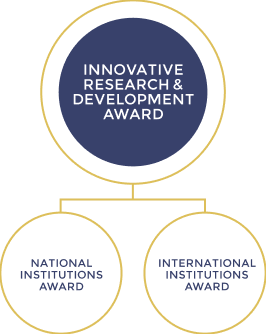 INNOVATIVE
RESEARCH &
DEVELOPMENT
AWARD
NATIONAL
INSTITUTIONS
AWARD
INTERNATIONAL
INSTITUTIONS
AWARD